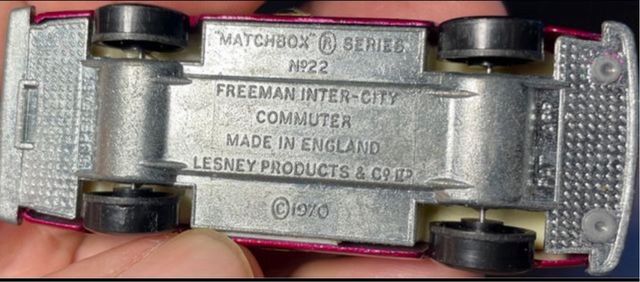 "MATCHBOX" ® SERIES
Nº22
FREEMAN INTER-CITY
COMMUTER
MADE IN ENGLAND
LESNEY PRODUCTS & Cº LTD
©1970